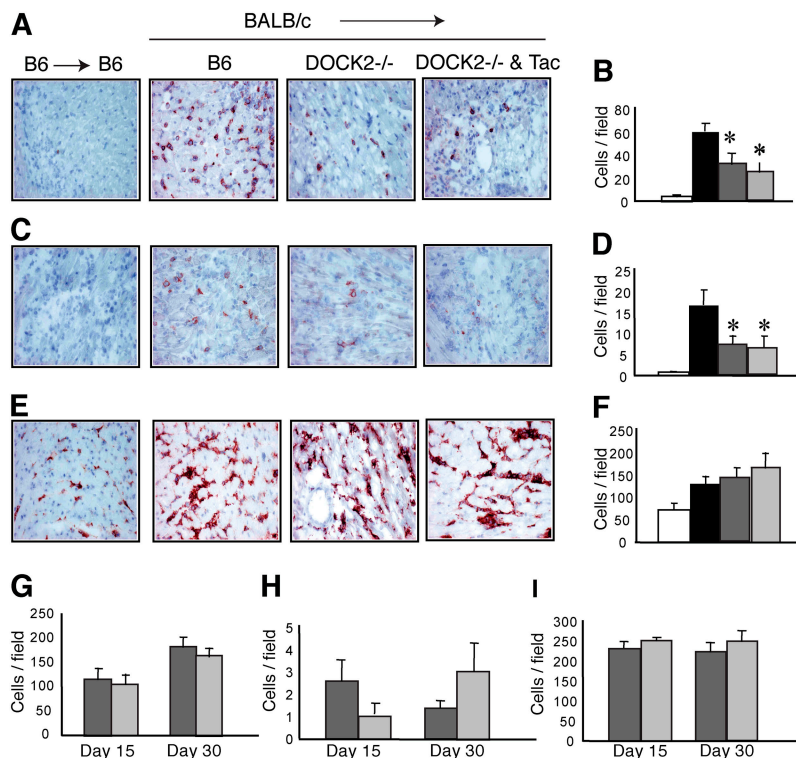 A
BALB/c
B6 B6
B6
DOCK2-/-
DOCK2-/- & Tac
B
Cells / field
80
60
40
20
0
* *
C
D
Cells / field
25
20
15
10
5
0
* *
E
F
Cells / field
250
200
150
100
50
0
G
Cells / field
250
200
150
100
50
0
Day 15 Day 30
H
Cells / field
5
4
3
2
1
0
Day 15 Day 30
I
Cells / field
300
250
200
150
100
50
0
Day 15 Day 30